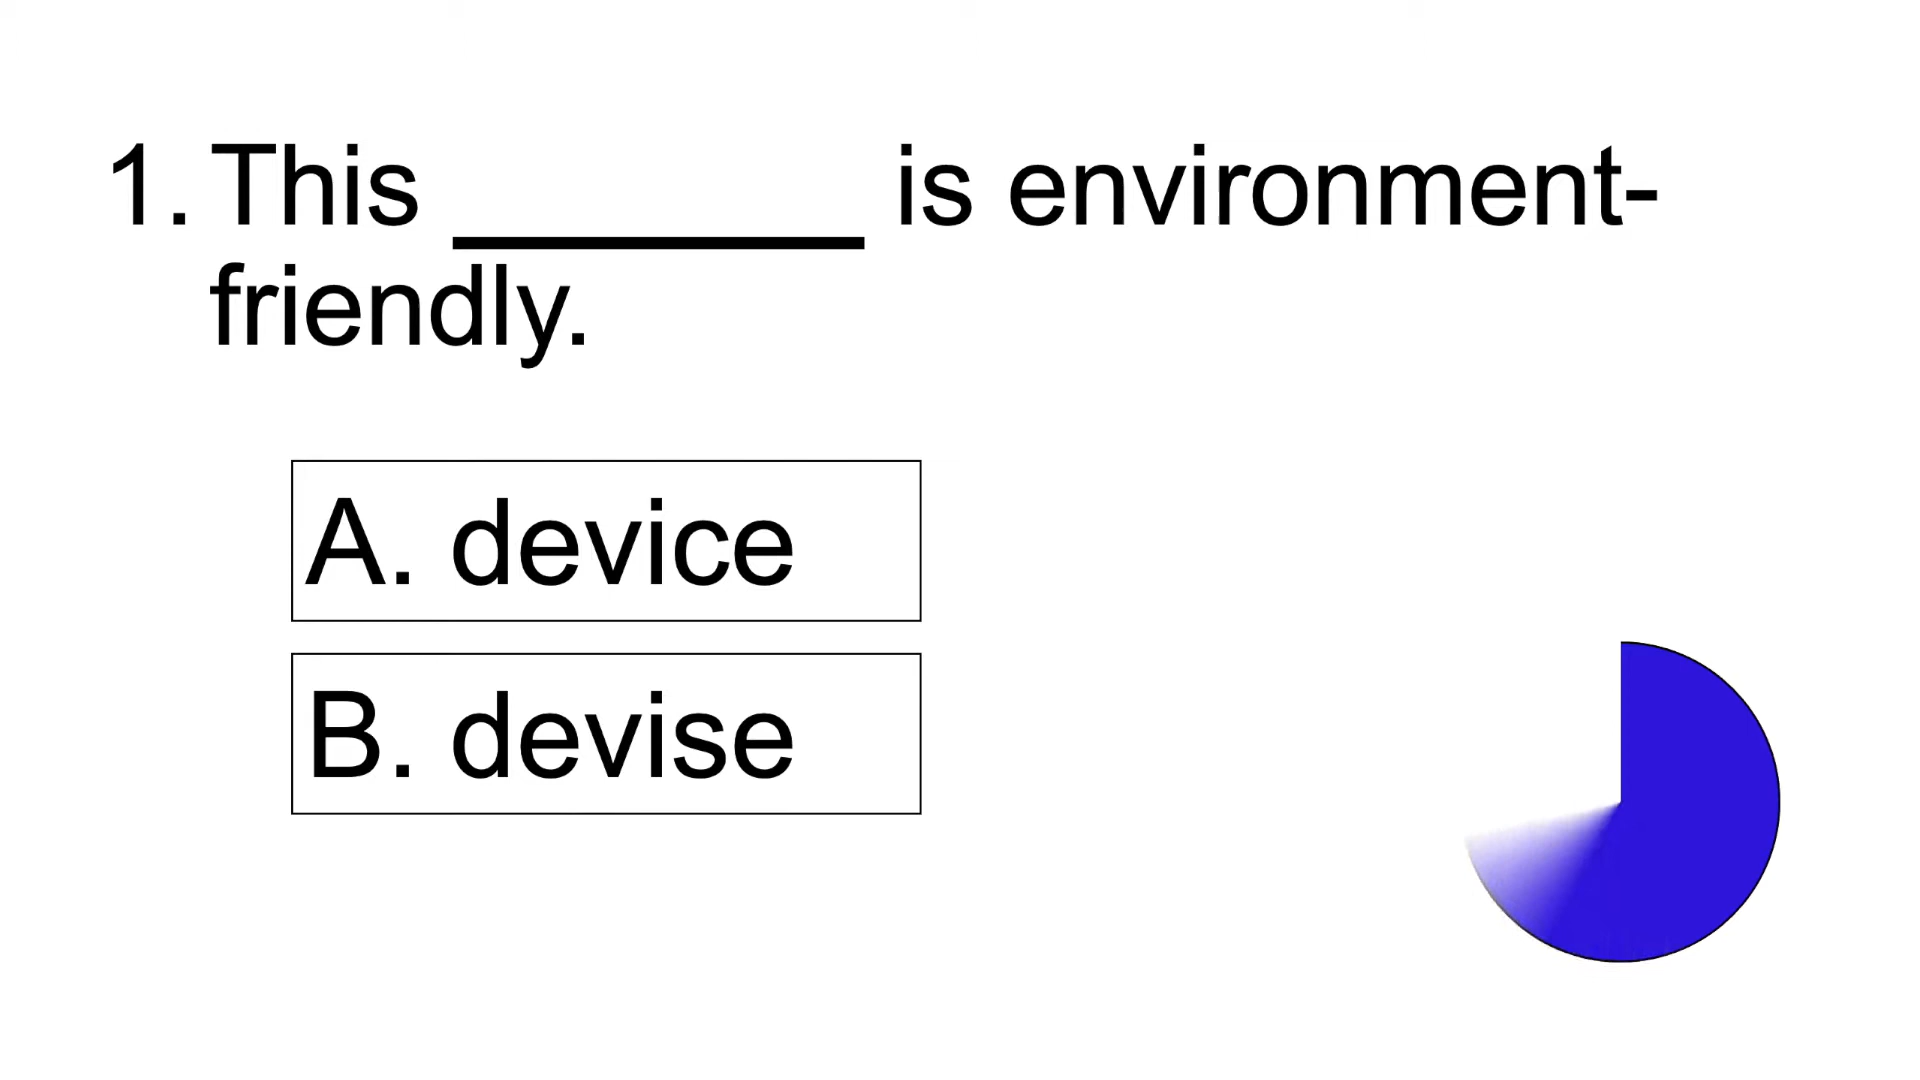 1. This ________ is environment-
friendly.
A. device
B. devise